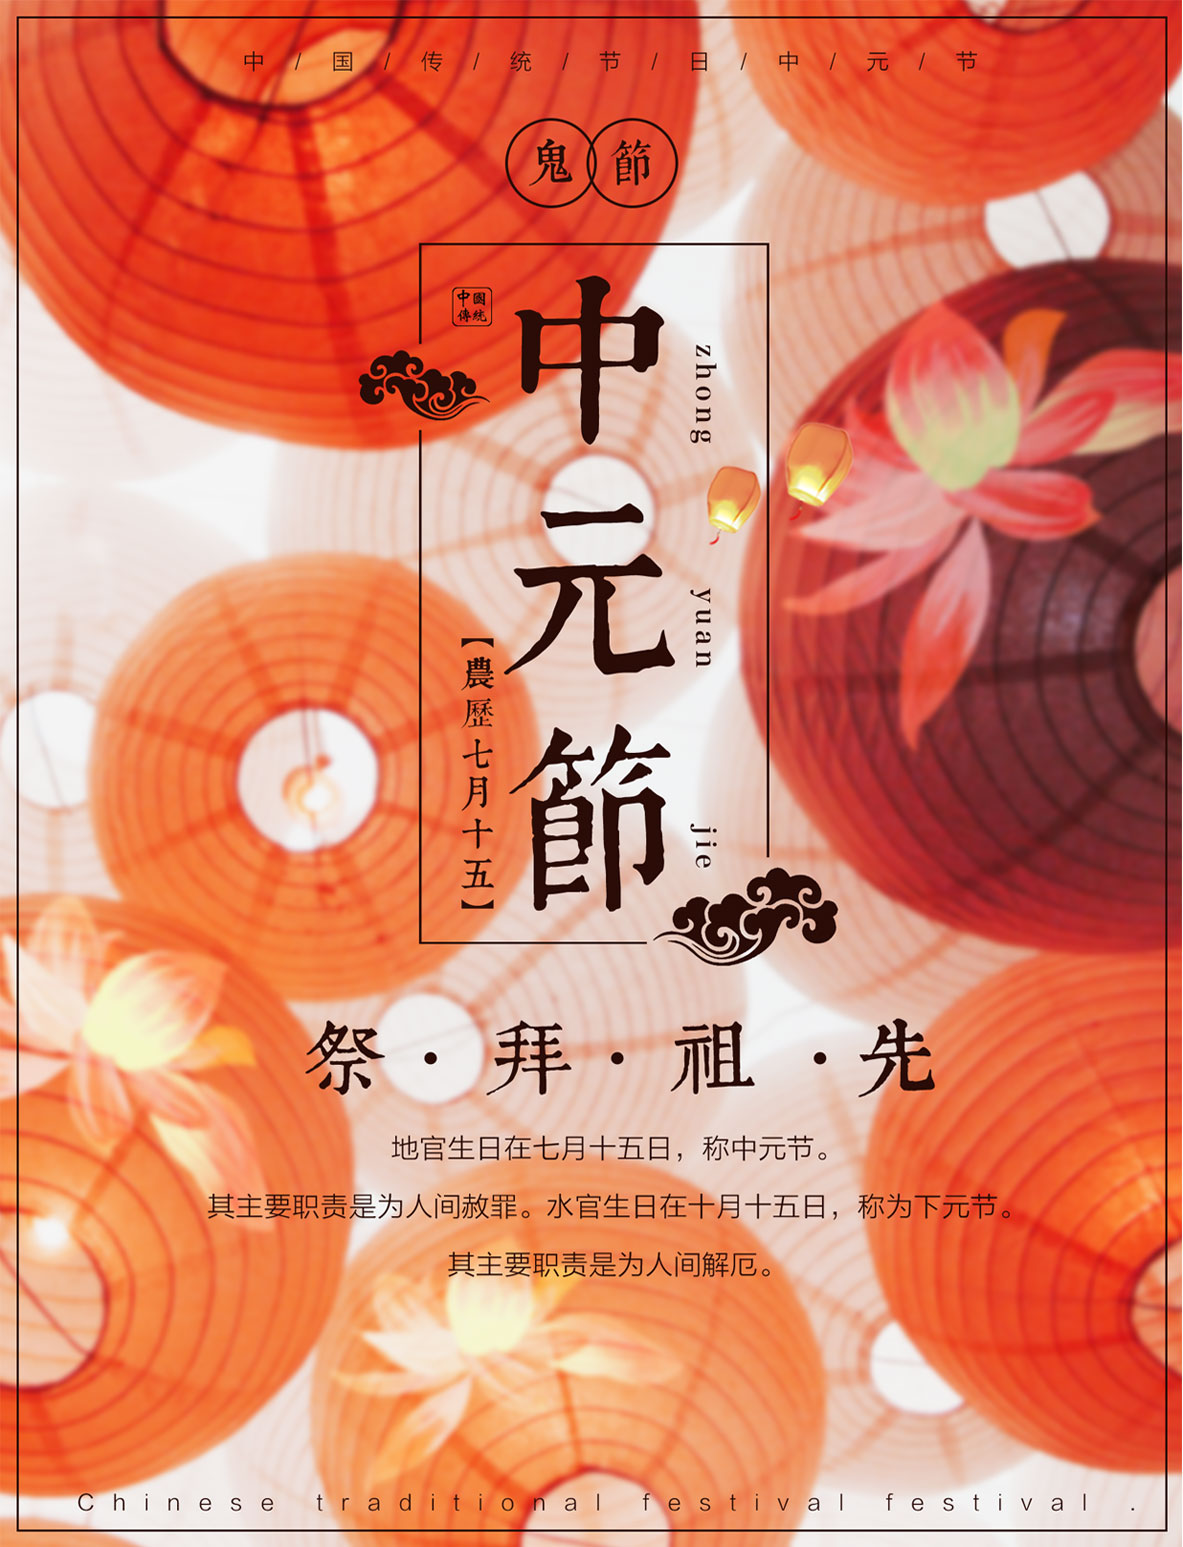 中/国/传/统/节/日/中/元/节
鬼節
中國
傳統
中元節
zhong yuan jie
【農歷七月十五】
祭·拜·祖·先
地官生日在七月十五日，称中元节。
其主要职责是为人间赦罪。水官生日在十月十五日，称为下元节。
其主要职责是为人间解厄。
Chinese traditional festival festival .